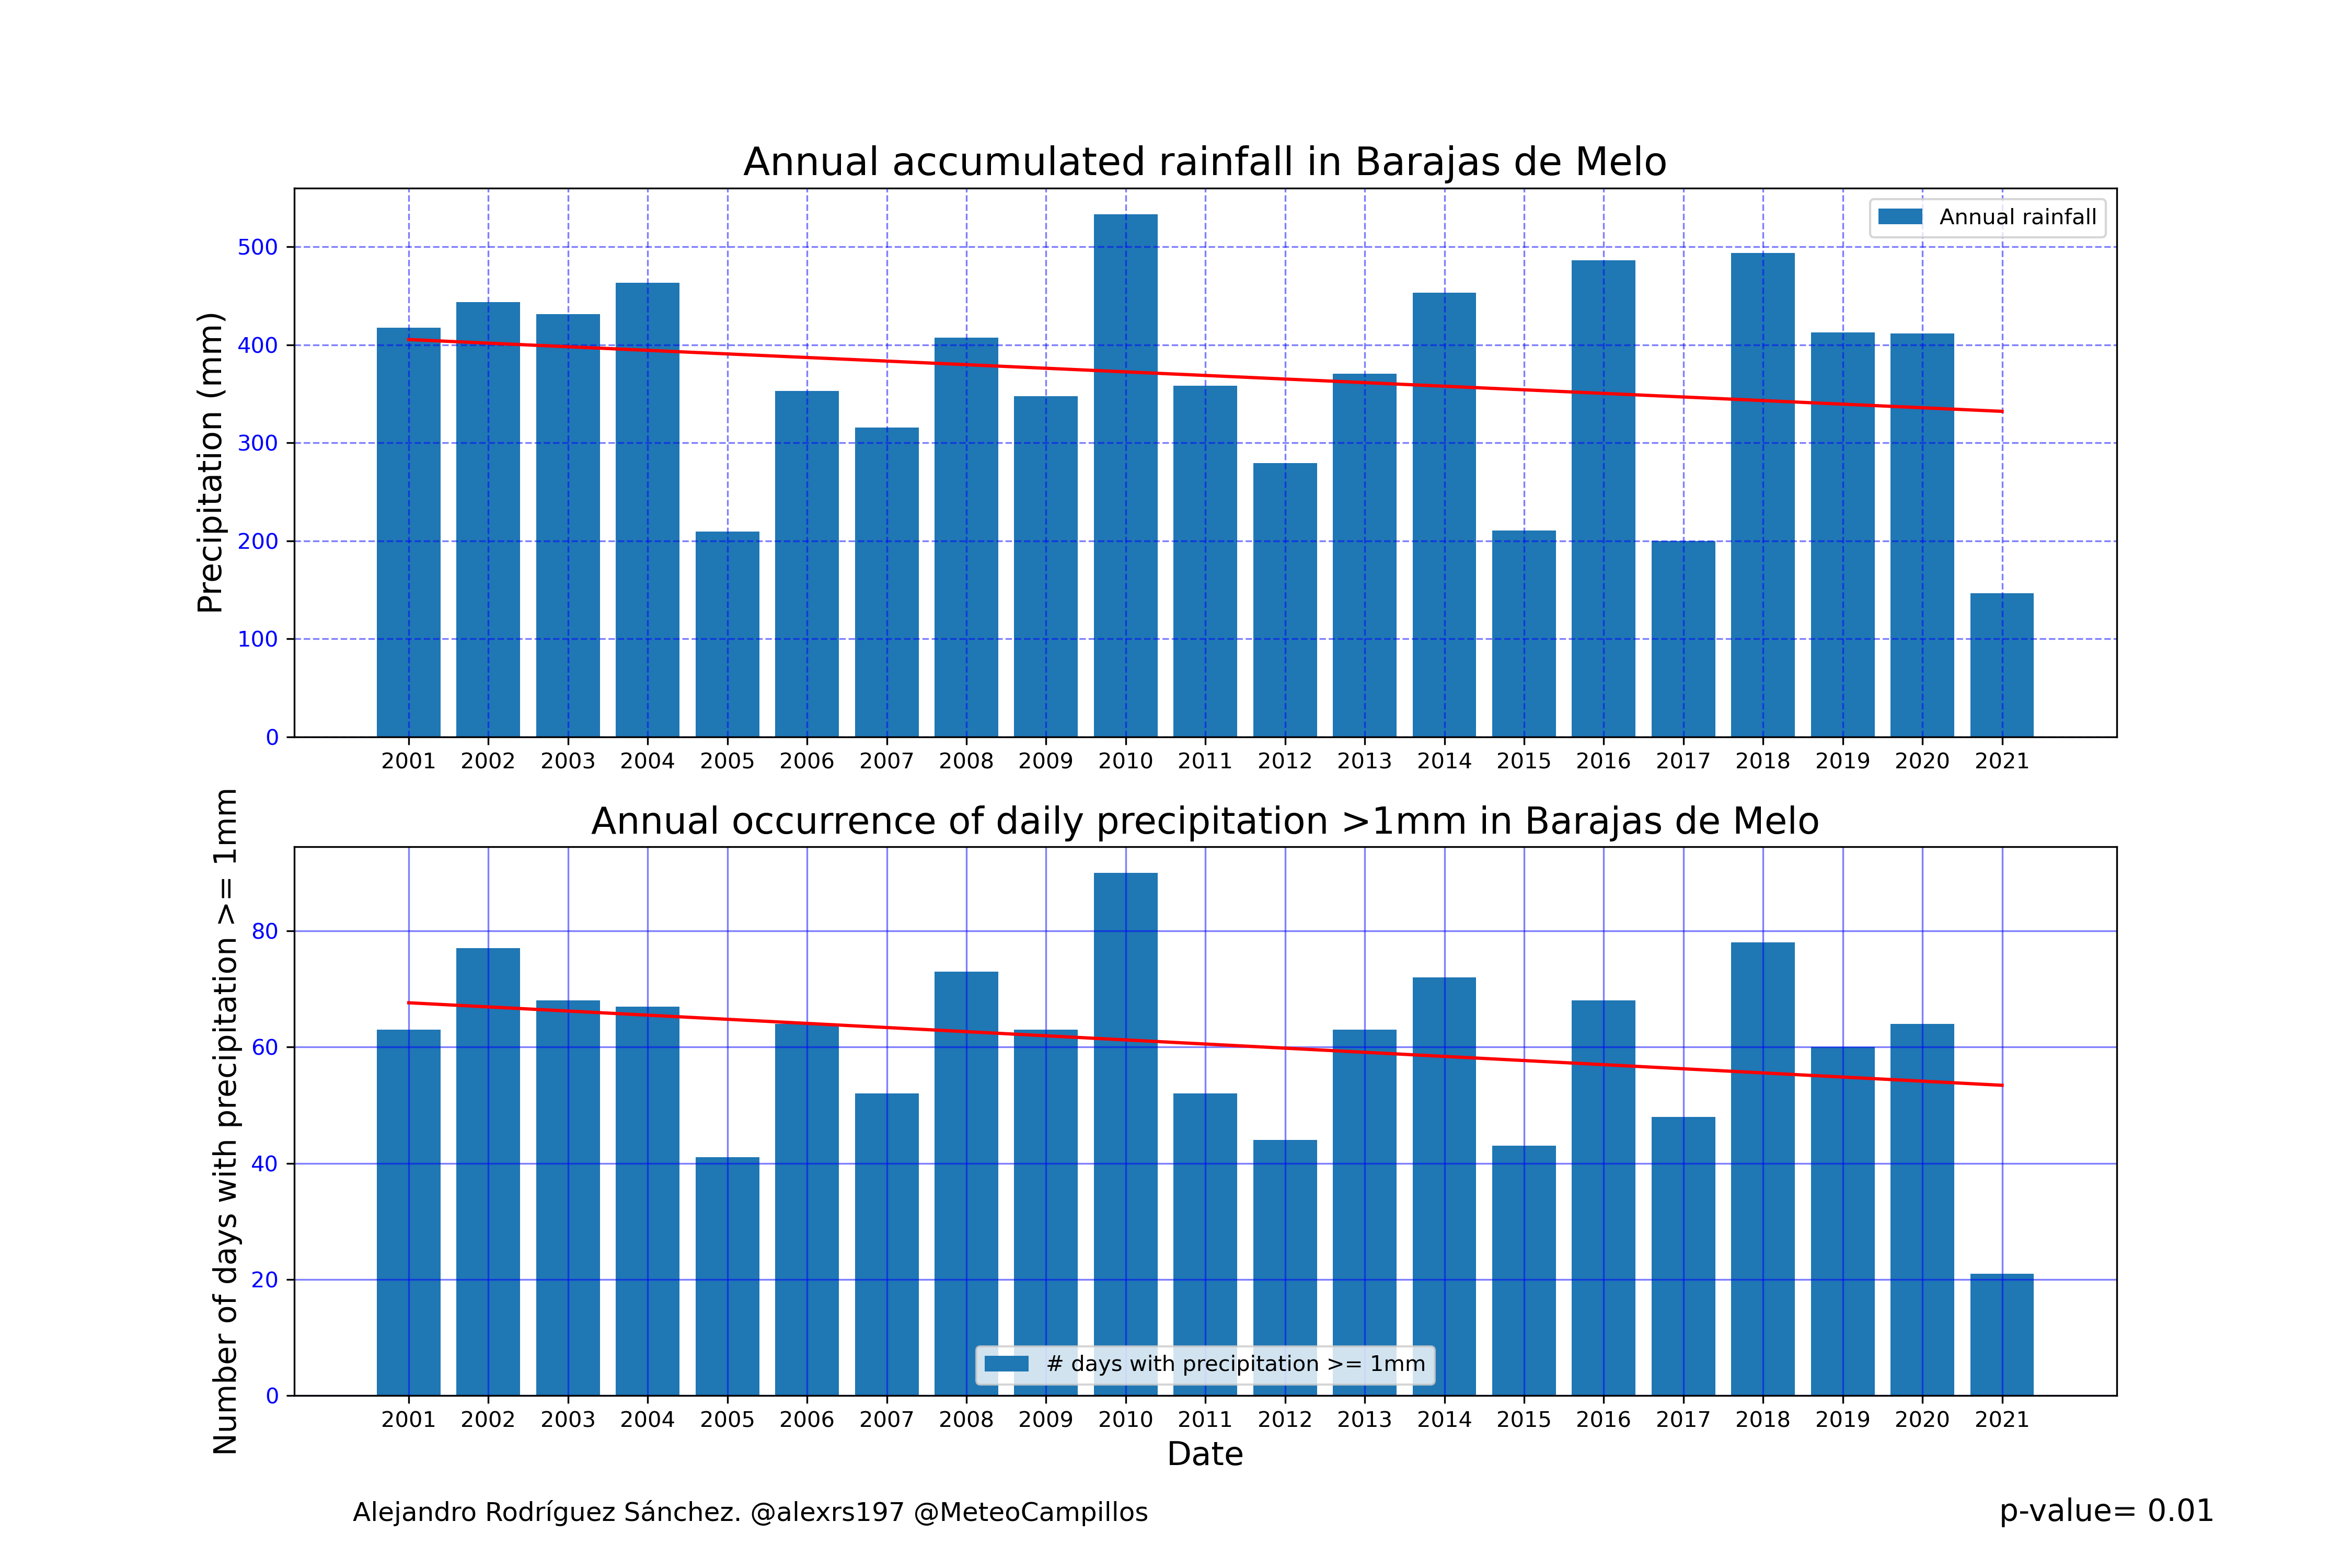 Annual accumulated rainfall in Barajas de Melo
Precipitation (mm)
500
400
300
200
100
0
Annual rainfall
2001 2002 2003 2004 2005 2006 2007 2008 2009 2010 2011 2012 2013 2014 2015 2016 2017 2018 2019 2020 2021
Annual occurrence of daily precipitation >1mm in Barajas de Melo
Number of days with precipitation >= 1mm
80
60
40
20
0
# days with precipitation >= 1mm
2001 2002 2003 2004 2005 2006 2007 2008 2009 2010 2011 2012 2013 2014 2015 2016 2017 2018 2019 2020 2021
Date
Alejandro Rodríguez Sánchez. @alexrs197 @MeteoCampillos
p-value= 0.01